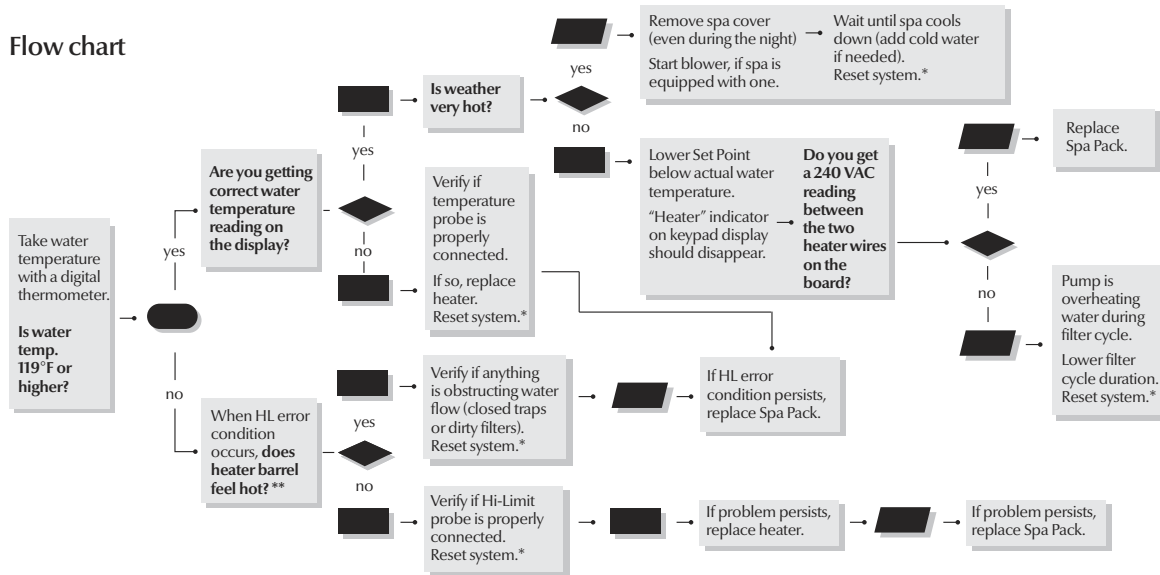 Flow chart
Take water
temperature
with a digital
thermometer.
Is water
temp.
119°F or
higher?
yes
no
Are you getting
correct water
temperature
reading on
the display?
yes
no
Is weather
very hot?
yes
no
Remove spa cover
(even during the night)
Start blower, if spa is
equipped with one.
Wait until spa cools
down (add cold water
if needed).
Reset system.*
Lower Set Point
below actual water
temperature.
“Heater” indicator
on keypad display
should disappear.
Do you get
a 240 VAC
reading
between
the two
heater wires
on the
board?
yes
no
Replace
Spa Pack.
Pump is
overheating
water during
filter cycle.
Lower filter
cycle duration.
Reset system.*
Verify if
temperature
probe is
properly
connected.
If so, replace
heater.
Reset system.*
When HL error
condition
occurs, does
heater barrel
feel hot? **
yes
no
Verify if anything
is obstructing water
flow (closed traps
or dirty filters).
Reset system.*
If HL error
condition persists,
replace Spa Pack.
Verify if Hi-Limit
probe is properly
connected.
Reset system.*
If problem persists,
replace heater.
If problem persists,
replace Spa Pack.